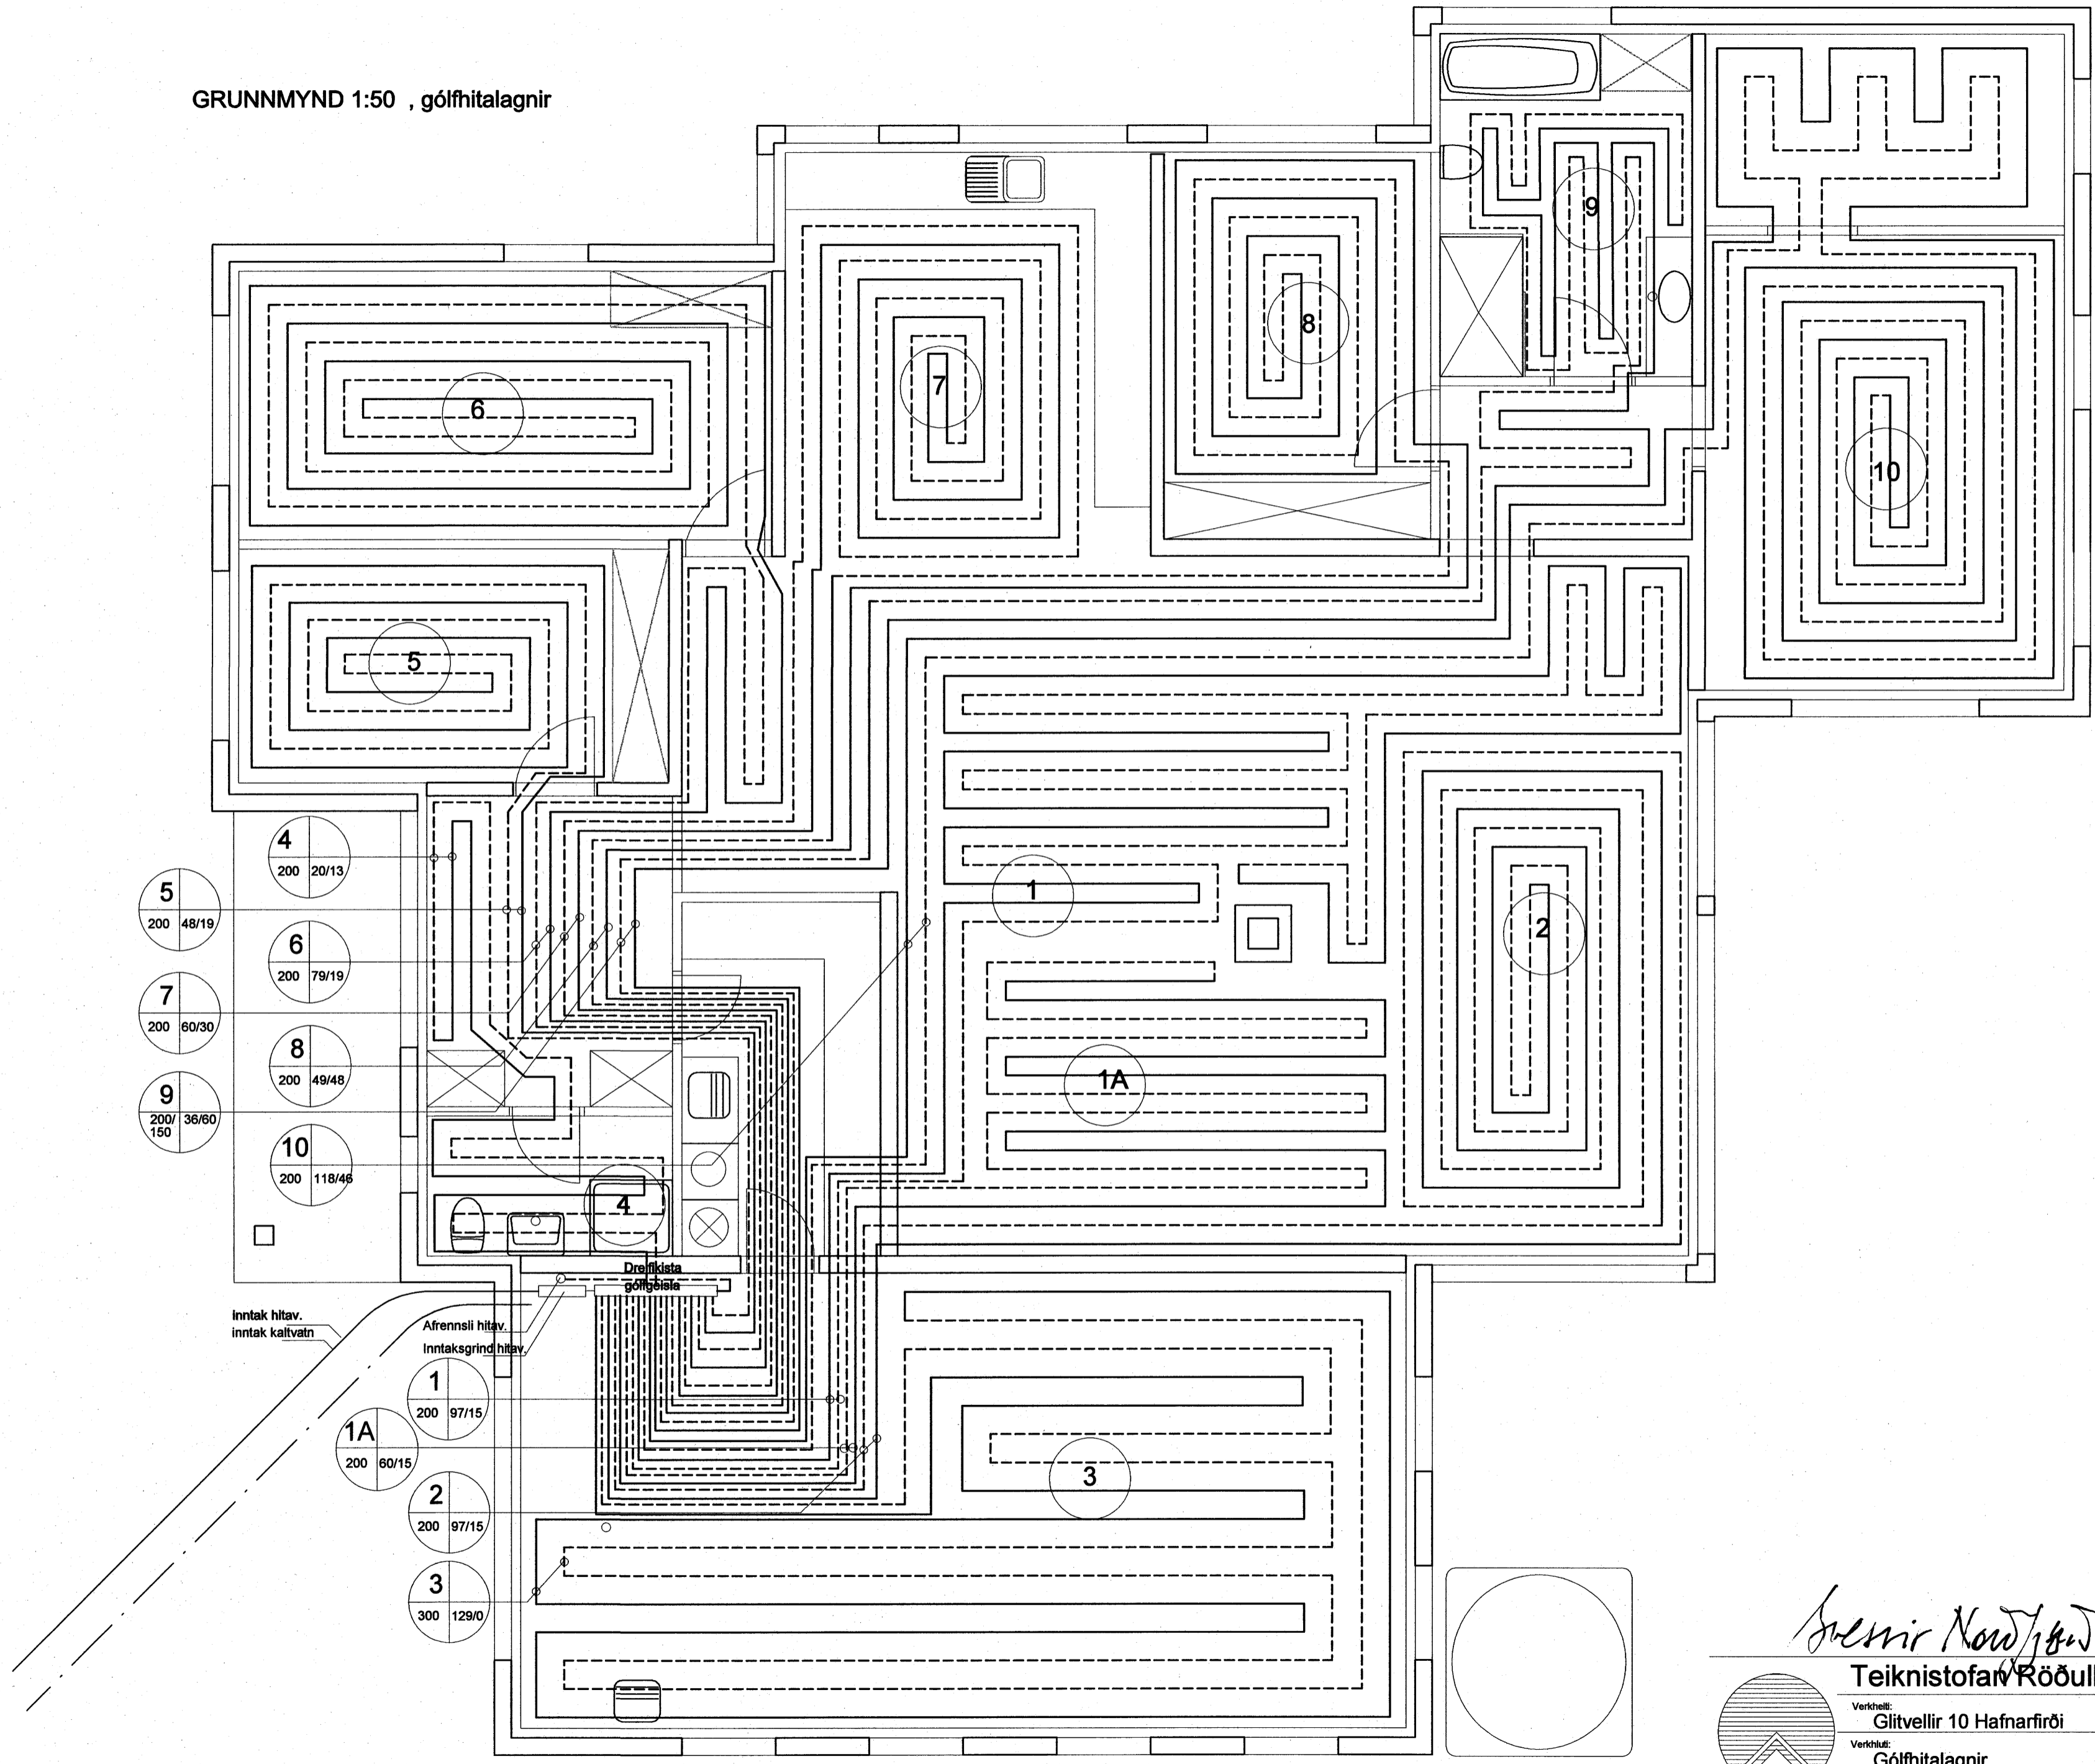 GRUNNMYND 1:50 , gólfhitalagnir
9
8
7
6
10
5
4
200 20/13
5
200 48/19
6
200 79/19
7
200 60/30
8
200 49/48
9
200/ 36/60
150
10
200 118/46
1
2
1A
4
Dreifikista
gólfgeisla
inntak hitav.
inntak kaltvatn
Afrennsli hitav.
Inntaksgrind hitav.
1
200 97/15
1A
200 60/15
2
200 97/15
3
300 129/0
3
Teiknistofan Röðull
Verkheiti:
Glitvellir 10 Hafnarfirði
Verkhluti:
Gólfhitalagnir